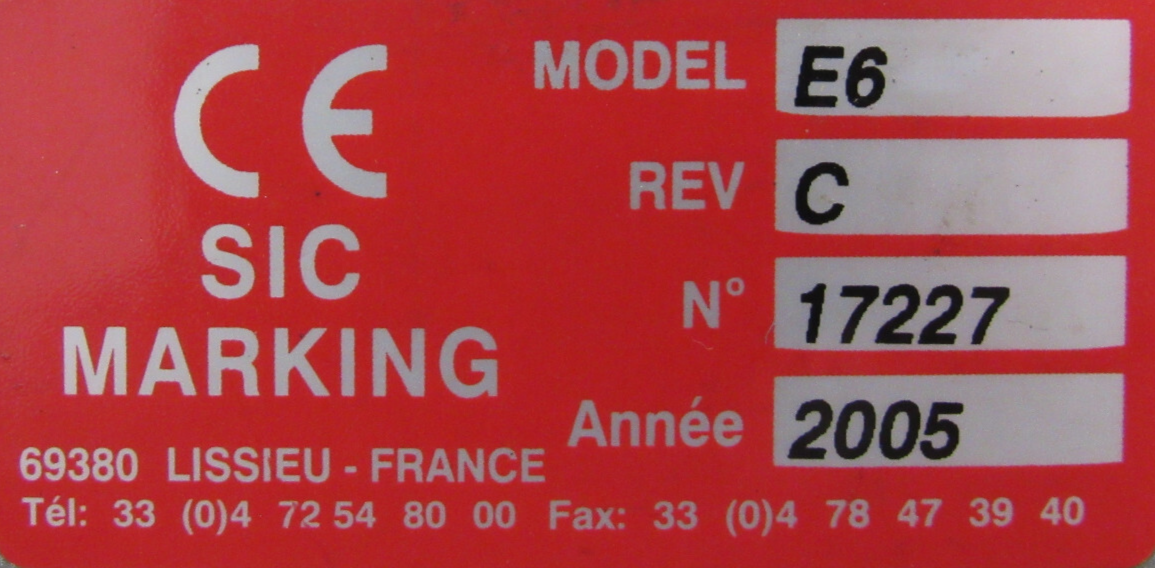 CE
SIC
MARKING
69380 LISSIEU - FRANCE
Tél: 33 (0)4 72 54 80 00 Fax: 33 (0)4 78 47 39 40
MODEL E6
REV C
N° 17227
Année 2005